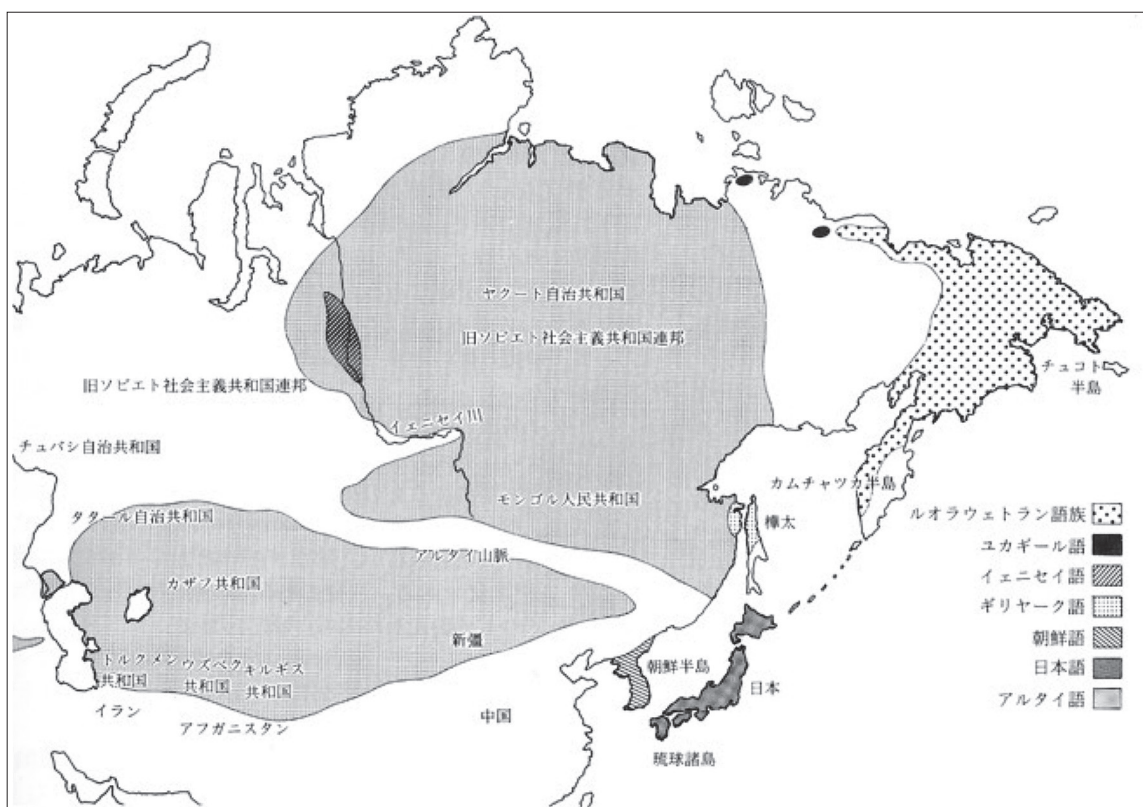 ヤクート自治共和国
旧ソビエト社会主義共和国連邦
チュコト
半島
旧ソビエト社会主義共和国連邦
イェニセイ川
チュバシ自治共和国
カムチャツカ半島
モンゴル人民共和国
タタール自治共和国
樺太
アルタイ山脈
カザフ共和国
新疆
朝鮮半島
トルクメン
共和国
ウズベク
共和国
キルギス
共和国
日本
イラン
アフガニスタン
中国
琉球諸島
ルオラウェトラン語族
ユカギール語
イェニセイ語
ギリヤーク語
朝鮮語
日本語
アルタイ語